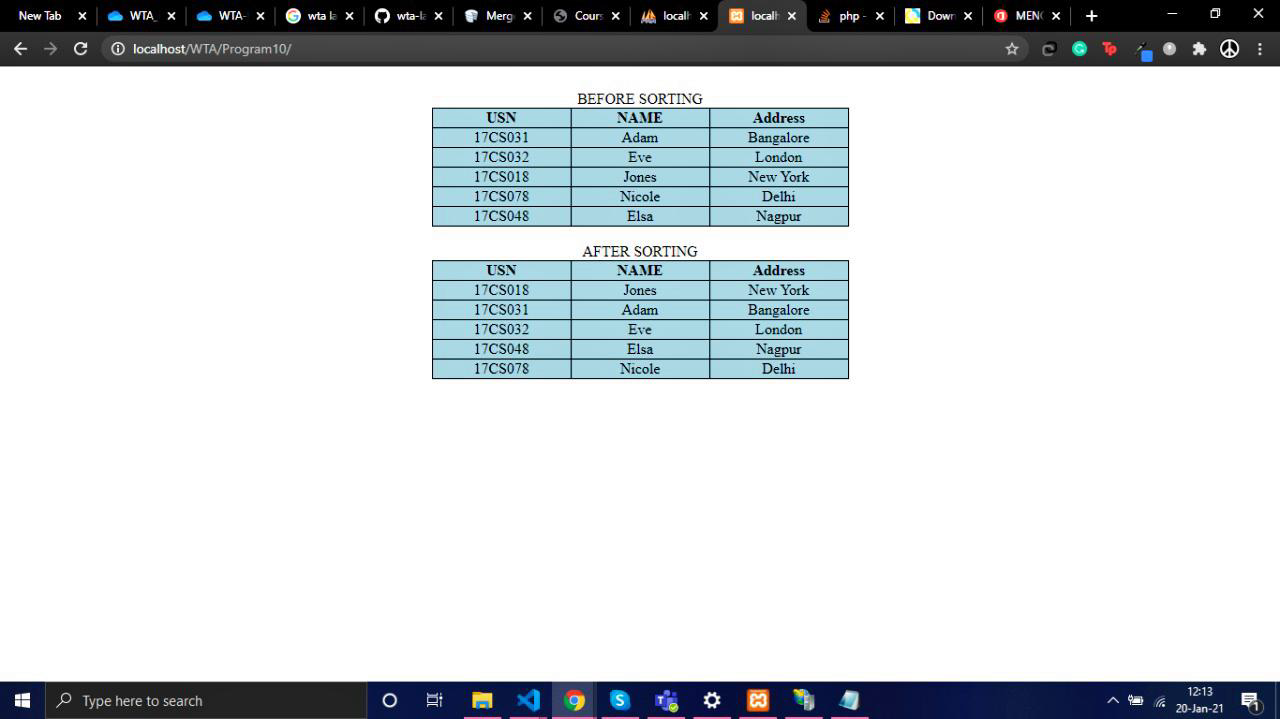 New Tab WTA_ WTA- wta la wta-la Merg Cours localh localh php - Down MEN
localhost/WTA/Program10/
BEFORE SORTING
USN NAME Address
17CS031 Adam Bangalore
17CS032 Eve London
17CS018 Jones New York
17CS078 Nicole Delhi
17CS048 Elsa Nagpur
AFTER SORTING
USN NAME Address
17CS018 Jones New York
17CS031 Adam Bangalore
17CS032 Eve London
17CS048 Elsa Nagpur
17CS078 Nicole Delhi
Type here to search
12:13
20-Jan-21
1